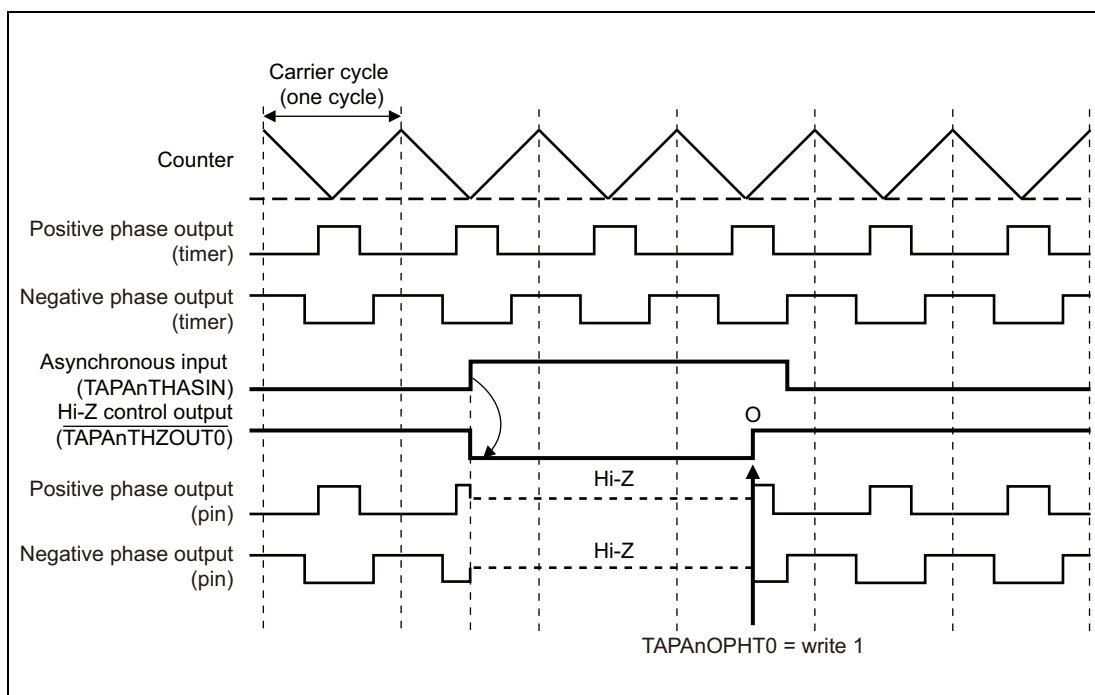 Carrier cycle
(one cycle)
Counter
Positive phase output
(timer)
Negative phase output
(timer)
Asynchronous input
(TAPAnTHASIN)
Hi-Z control output
(TAPAnTHZOUT0)
O
Positive phase output
(pin)
Hi-Z
Negative phase output
(pin)
Hi-Z
TAPAnOPHT0 = write 1